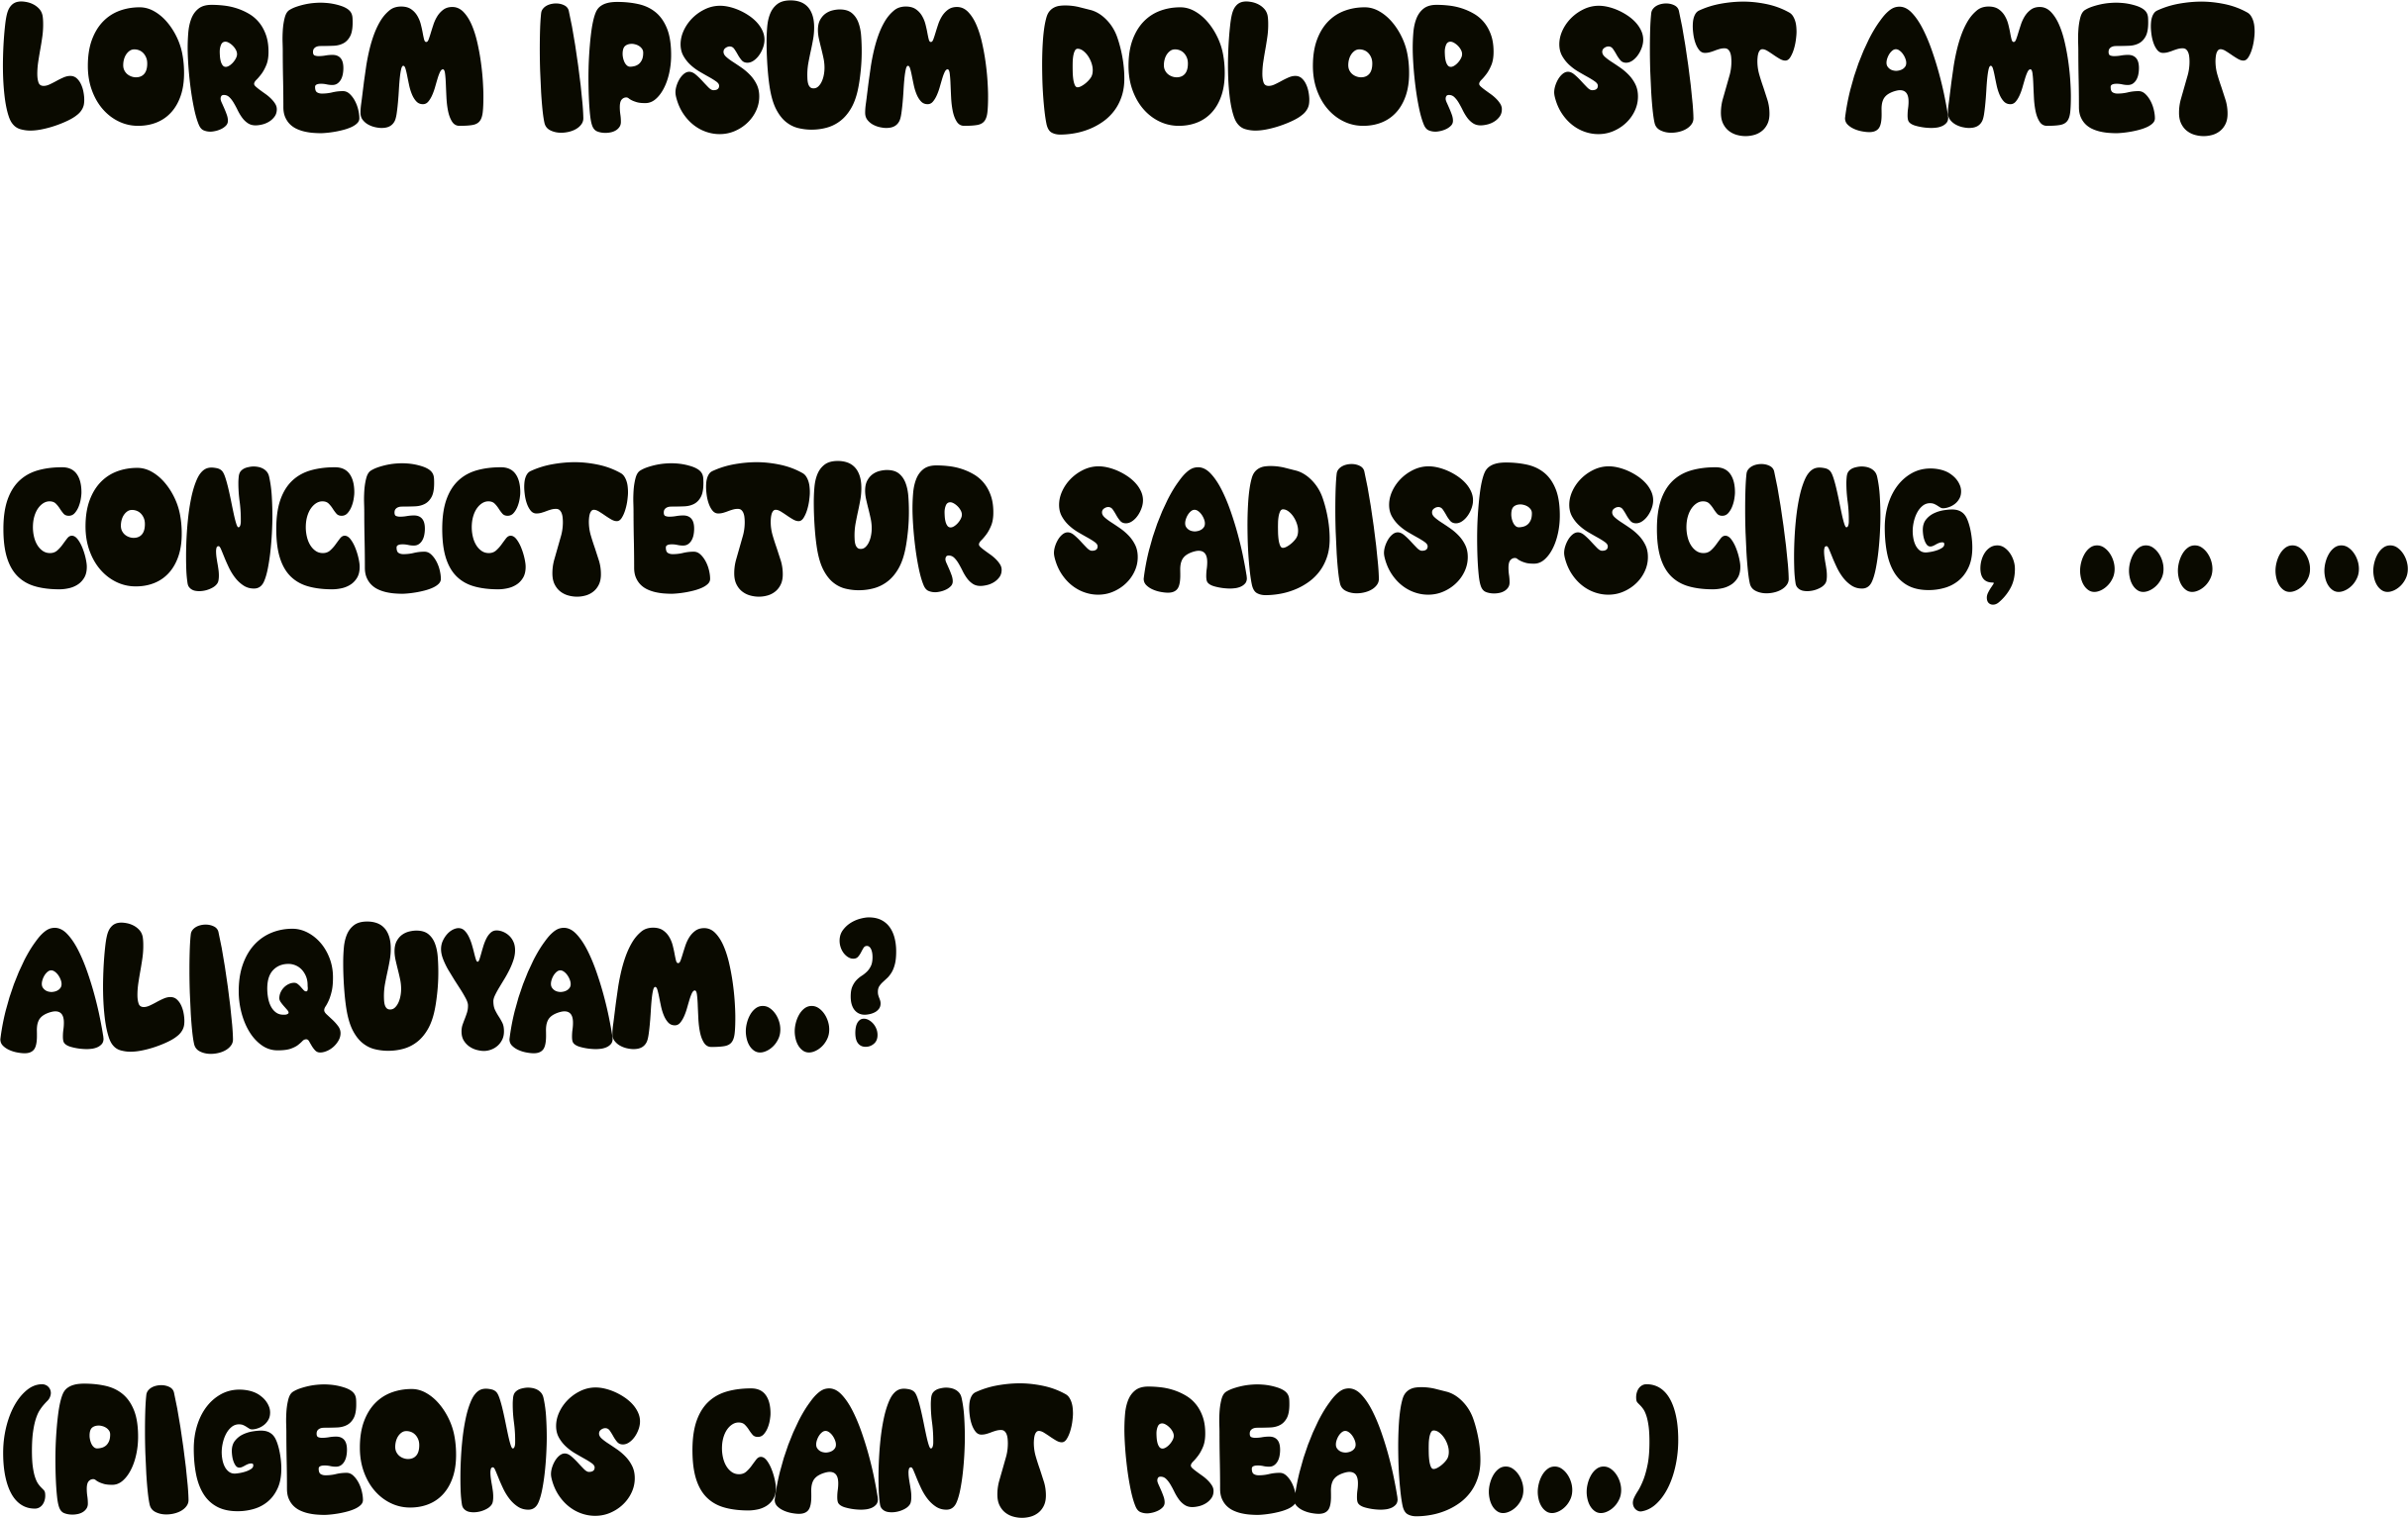 LOREM IPSUM DOLOR SIT AMET
CONCECTETUR SADISPSCING, ... ...
ALIQUYAM..?
(PIGEONS CANT READ...)